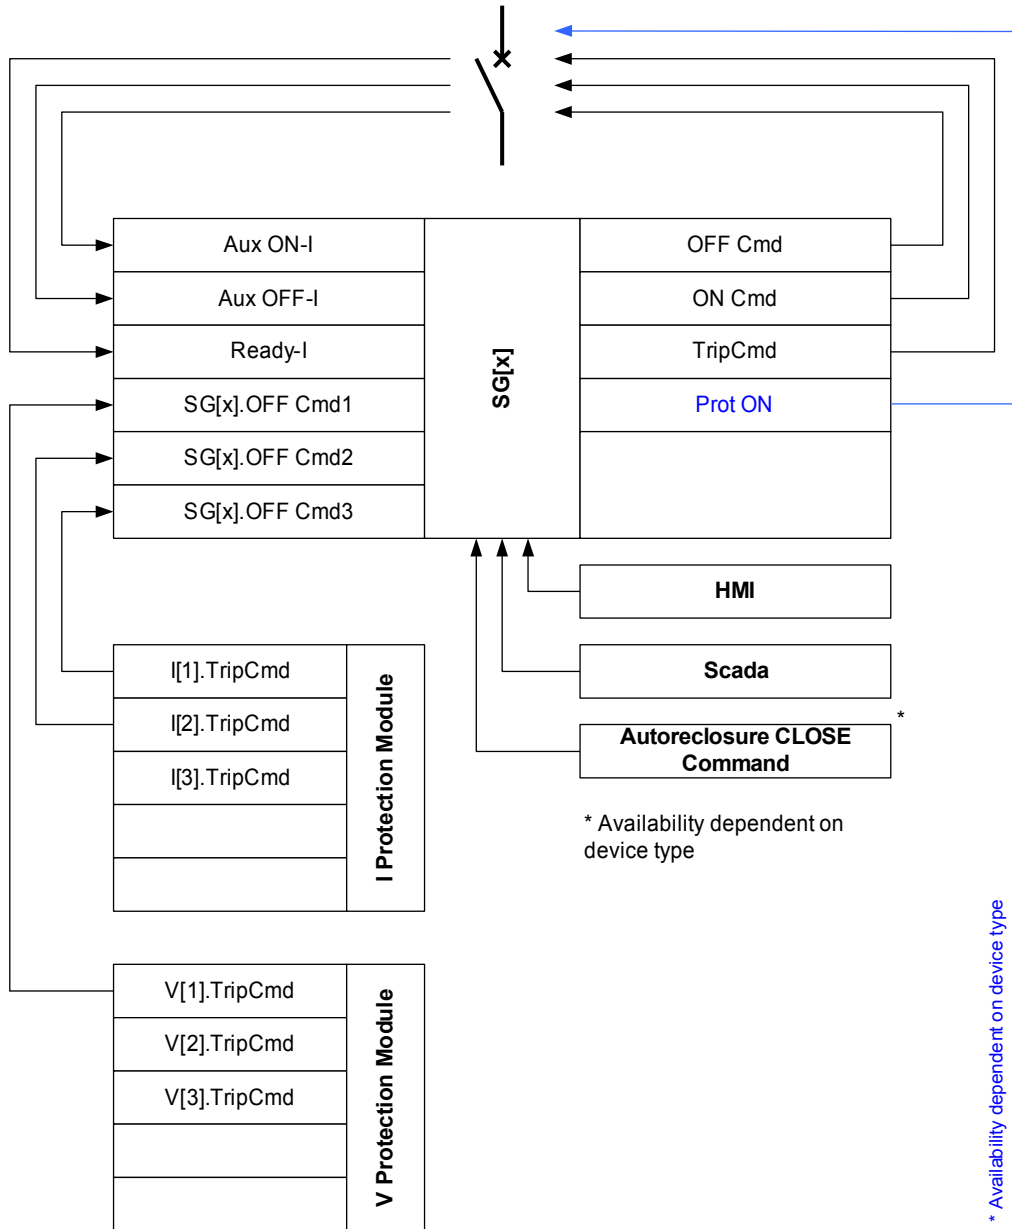 Aux ON-I
OFF Cmd
Aux OFF-I
ON Cmd
Ready-I
TripCmd
SG[x].OFF Cmd1
Prot ON
SG[x].OFF Cmd2
SG[x].OFF Cmd3
SG[x]
HMI
Scada
*
Autoreclosure CLOSE
Command
* Availability dependent on
device type
I[1].TripCmd
I[2].TripCmd
I[3].TripCmd
I Protection Module
V[1].TripCmd
V[2].TripCmd
V[3].TripCmd
V Protection Module
* Availability dependent on device type